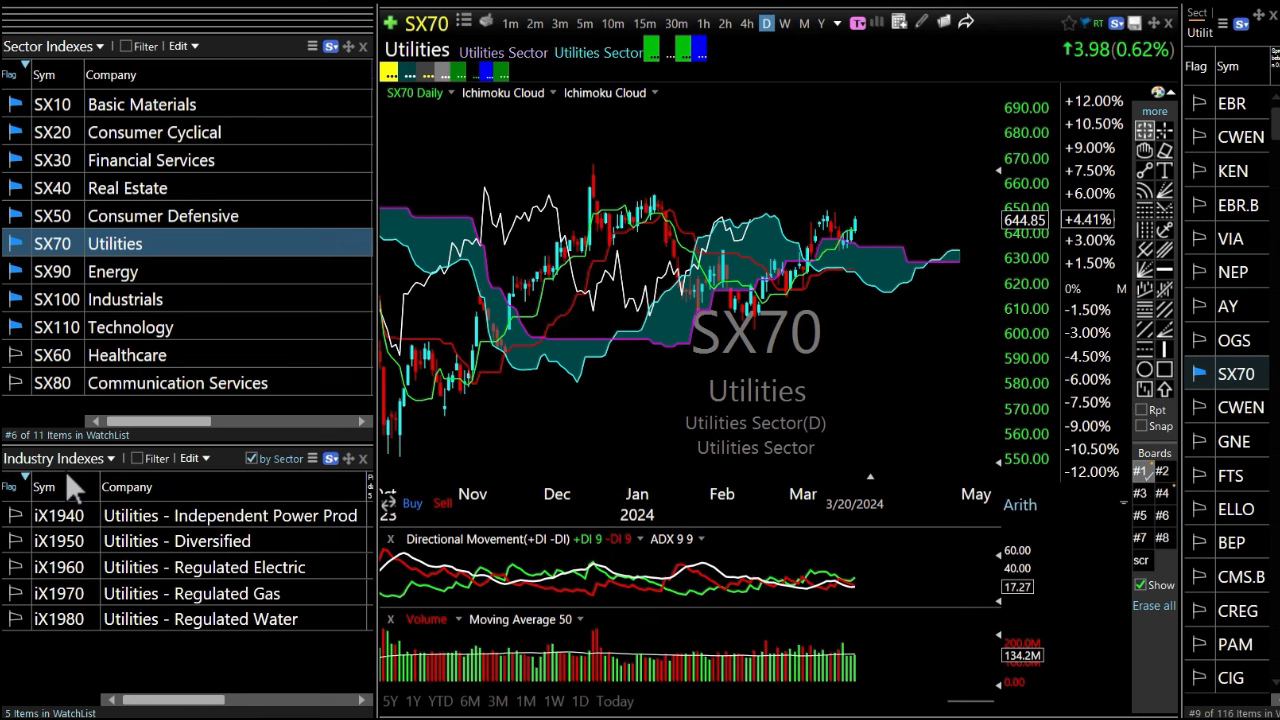 Sector Indexes Filter Edit
Flag Sym Company
SX10 Basic Materials
SX20 Consumer Cyclical
SX30 Financial Services
SX40 Real Estate
SX50 Consumer Defensive
SX70 Utilities
SX90 Energy
SX100 Industrials
SX110 Technology
SX60 Healthcare
SX80 Communication Services
#6 of 11 Items in WatchList
Industry Indexes Filter Edit by Sector
Flag Sym Company
iX1940 Utilities - Independent Power Prod
iX1950 Utilities - Diversified
iX1960 Utilities - Regulated Electric
iX1970 Utilities - Regulated Gas
iX1980 Utilities - Regulated Water
5 Items in WatchList
SX70 1m 2m 3m 5m 10m 15m 30m 1h 2h 4h D W M Y RT
Utilities Utilities Sector Utilities Sector
3.98(0.62%)
SX70 Daily Ichimoku Cloud Ichimoku Cloud
690.00
680.00
670.00
660.00
650.00
644.85
640.00
630.00
620.00
610.00
600.00
590.00
580.00
570.00
560.00
550.00
+12.00%
+10.50%
+9.00%
+7.50%
+6.00%
+4.41%
+3.00%
+1.50%
0% M
-1.50%
-3.00%
-4.50%
-6.00%
-7.50%
-9.00%
-10.50%
-12.00%
SX70
Utilities
Utilities Sector(D)
Utilities Sector
Nov Dec Jan Feb Mar May
23 2024 3/20/2024
Buy Sell
Arith
Directional Movement(+DI -DI) +DI 9 -DI 9 ADX 9 9
60.00
40.00
17.27
Volume Moving Average 50
200.0M
134.2M
0.00
5Y 1Y YTD 6M 3M 1M 1W 1D Today
more
Rpt
Snap
Boards
#1 #2
#3 #4
#5 #6
#7 #8
scr
Show
Erase all
Sect
Utilit
Flag Sym
EBR
CWEN
KEN
EBR.B
VIA
NEP
AY
OGS
SX70
CWEN
GNE
FTS
ELLO
BEP
CMS.B
CREG
PAM
CIG
#9 of 116 Items in